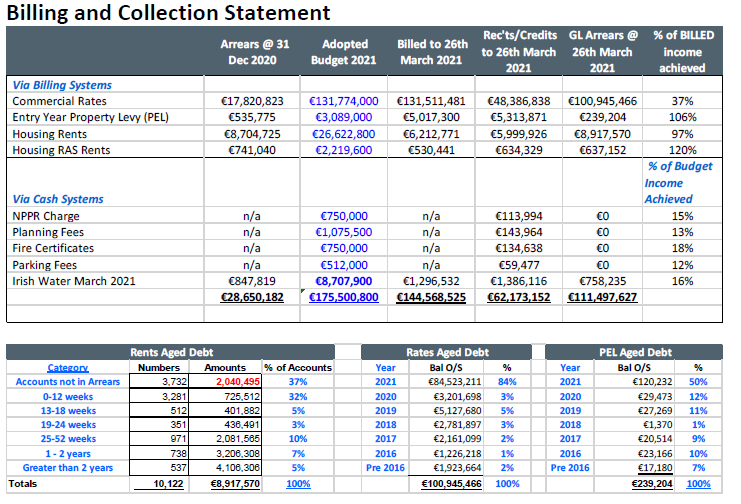 Billing and Collection Statement
Arrears @ 31 Dec 2020 Adopted Budget 2021 Billed to 26th March 2021 Rec'ts/Credits to 26th March 2021 GL Arrears @ 26th March 2021 % of BILLED income achieved
Via Billing Systems
Commercial Rates €17,820,823 €131,774,000 €131,511,481 €48,386,838 €100,945,466 37%
Entry Year Property Levy (PEL) €535,775 €3,089,000 €5,017,300 €5,313,871 €239,204 106%
Housing Rents €8,704,725 €26,622,800 €6,212,771 €5,999,926 €8,917,570 97%
Housing RAS Rents €741,040 €2,219,600 €530,441 €634,329 €637,152 120%
Via Cash Systems % of Budget Income Achieved
NPPR Charge n/a €750,000 n/a €113,994 €0 15%
Planning Fees n/a €1,075,500 n/a €143,964 €0 13%
Fire Certificates n/a €750,000 n/a €134,638 €0 18%
Parking Fees n/a €512,000 n/a €59,477 €0 12%
Irish Water March 2021 €847,819 €8,707,900 €1,296,532 €1,386,116 €758,235 16%
€28,650,182 €175,500,800 €144,568,525 €62,173,152 €111,497,627
Rents Aged Debt Rates Aged Debt PEL Aged Debt
Category Numbers Amounts % of Accounts Year Bal O/S % Year Bal O/S %
Accounts not in Arrears 3,732 2,040,495 37% 2021 €84,523,211 84% 2021 €120,232 50%
0-12 weeks 3,281 725,512 32% 2020 €3,201,698 3% 2020 €29,473 12%
13-18 weeks 512 401,882 5% 2019 €5,127,680 5% 2019 €27,269 11%
19-24 weeks 351 436,491 3% 2018 €2,781,897 3% 2018 €1,370 1%
25-52 weeks 971 2,081,565 10% 2017 €2,161,099 2% 2017 €20,514 9%
1 - 2 years 738 3,206,308 7% 2016 €1,226,218 1% 2016 €23,166 10%
Greater than 2 years 537 4,106,306 5% Pre 2016 €1,923,664 2% Pre 2016 €17,180 7%
Totals 10,122 €8,917,570 100% €100,945,466 100% €239,204 100%